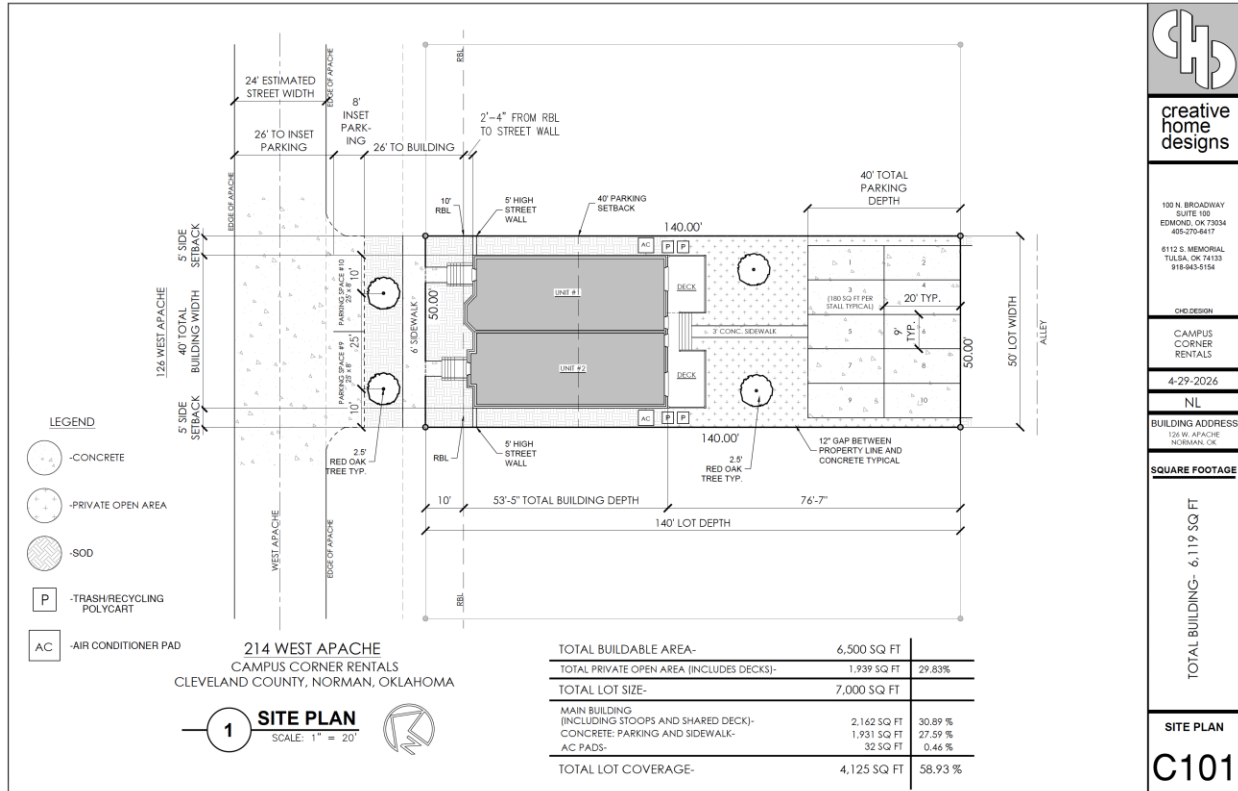 24' ESTIMATED
STREET WIDTH
EDGE OF APACHE
26' TO INSET
PARKING
8'
INSET
PARK-
ING
26' TO BUILDING
RBL
2'-4" FROM RBL
TO STREET WALL
EDGE OF APACHE
10'
RBL
5' HIGH
STREET
WALL
40' PARKING
SETBACK
40' TOTAL
PARKING
DEPTH
140.00'
AC
P
P
5' SIDE
SETBACK
126 WEST APACHE
40' TOTAL
BUILDING WIDTH
5' SIDE
SETBACK
10'
PARKING SPACE #10
25' x 8'
25'
PARKING SPACE #9
25' x 8'
10'
6' SIDEWALK
50.00'
UNIT #1
UNIT #2
DECK
DECK
3' CONC. SIDEWALK
1
2
3
4
(180 SQ FT PER
STALL TYPICAL)
20' TYP.
5
6
9'
TYP.
7
8
9
10
50.00'
50' LOT WIDTH
ALLEY
AC
P
P
140.00'
2.5'
RED OAK
TREE TYP.
RBL
5' HIGH
STREET
WALL
2.5'
RED OAK
TREE TYP.
12" GAP BETWEEN
PROPERTY LINE AND
CONCRETE TYPICAL
10'
53'-5" TOTAL BUILDING DEPTH
76'-7"
140' LOT DEPTH
WEST APACHE
EDGE OF APACHE
RBL
LEGEND
-CONCRETE
-PRIVATE OPEN AREA
-SOD
P
-TRASH/RECYCLING
POLYCART
AC
-AIR CONDITIONER PAD
214 WEST APACHE
CAMPUS CORNER RENTALS
CLEVELAND COUNTY, NORMAN, OKLAHOMA
1
SITE PLAN
SCALE: 1" = 20'
TOTAL BUILDABLE AREA- 6,500 SQ FT
TOTAL PRIVATE OPEN AREA (INCLUDES DECKS)- 1,939 SQ FT 29.83%
TOTAL LOT SIZE- 7,000 SQ FT
MAIN BUILDING
(INCLUDING STOOPS AND SHARED DECK)- 2,162 SQ FT 30.89 %
CONCRETE: PARKING AND SIDEWALK- 1,931 SQ FT 27.59 %
AC PADS- 32 SQ FT 0.46 %
TOTAL LOT COVERAGE- 4,125 SQ FT 58.93 %
CHD
creative
home
designs
100 N. BROADWAY
SUITE 100
EDMOND, OK 73034
405-270-6417
6112 S. MEMORIAL
TULSA, OK 74133
918-943-5154
CHD.DESIGN
CAMPUS
CORNER
RENTALS
4-29-2026
NL
BUILDING ADDRESS
126 W. APACHE
NORMAN, OK
SQUARE FOOTAGE
TOTAL BUILDING- 6,119 SQ FT
SITE PLAN
C101